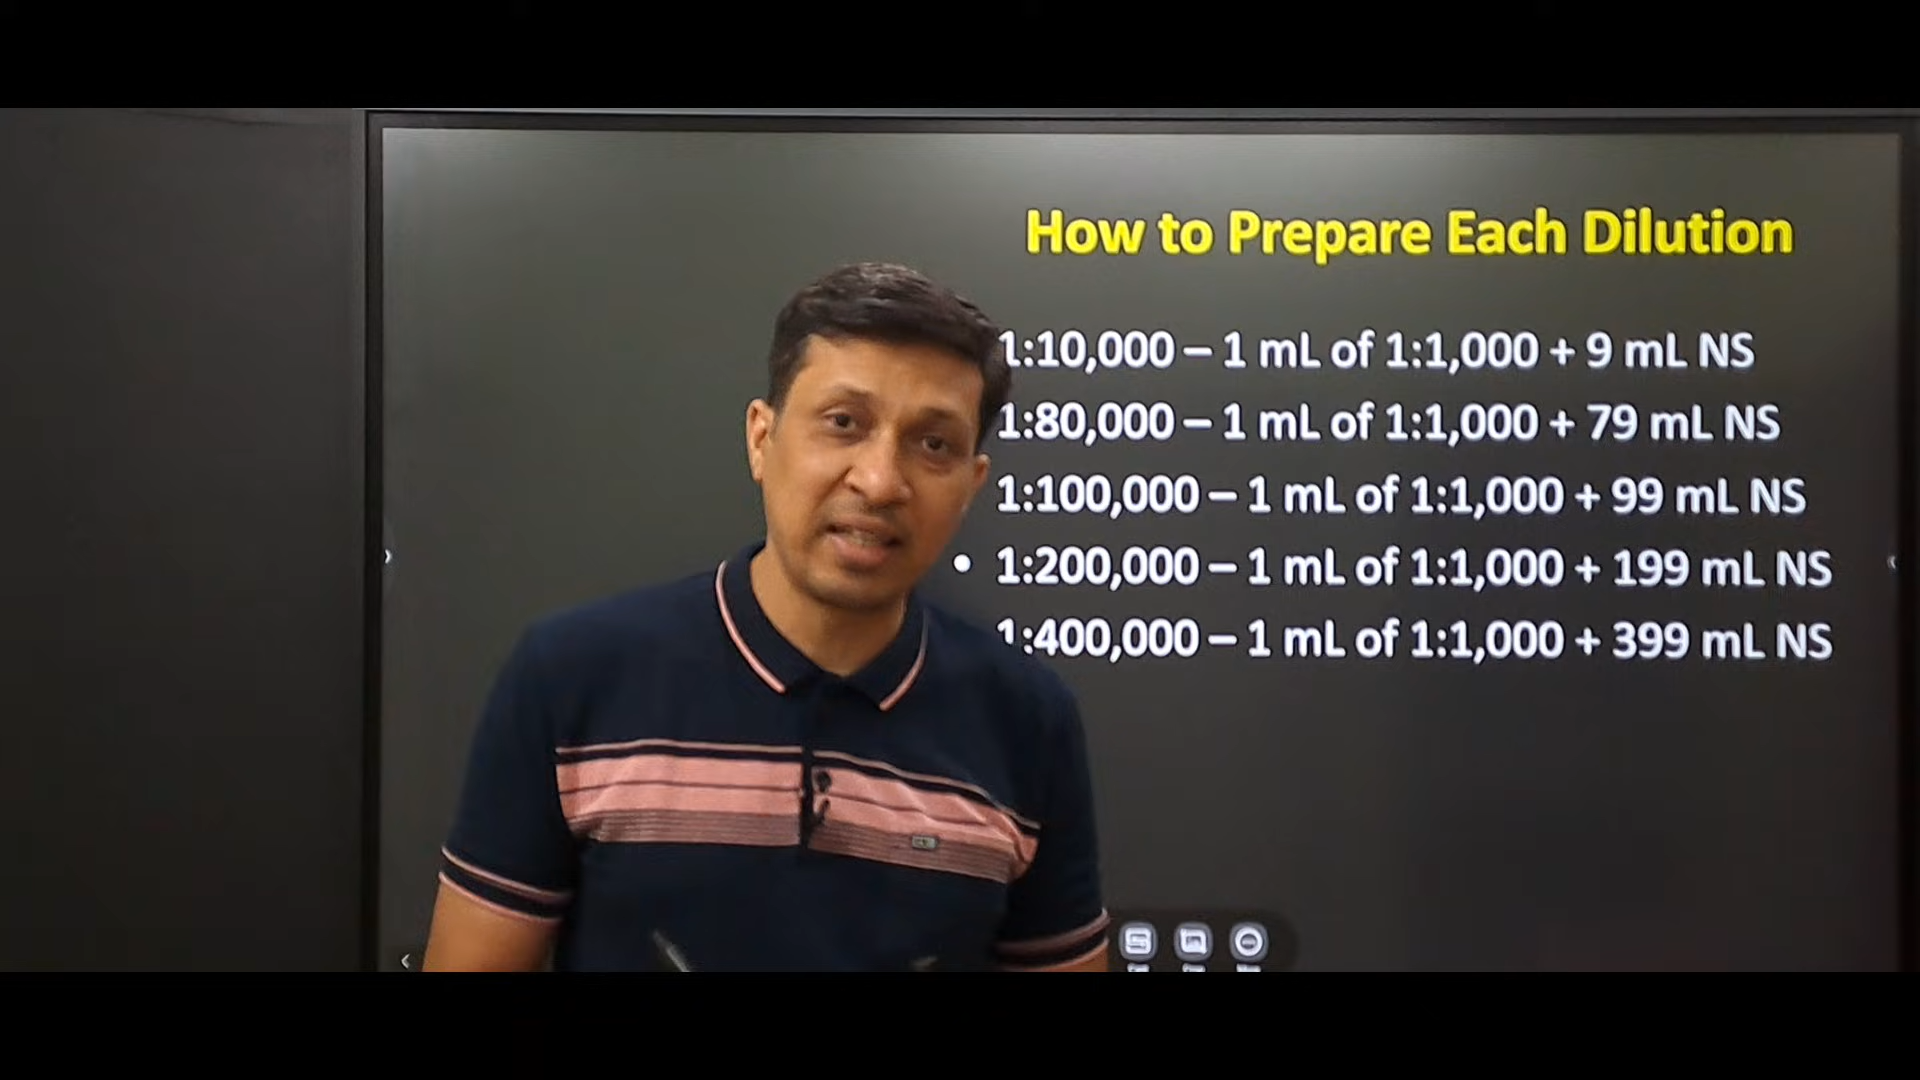 How to Prepare Each Dilution
1:10,000 – 1 mL of 1:1,000 + 9 mL NS
1:80,000 – 1 mL of 1:1,000 + 79 mL NS
1:100,000 – 1 mL of 1:1,000 + 99 mL NS
• 1:200,000 – 1 mL of 1:1,000 + 199 mL NS
1:400,000 – 1 mL of 1:1,000 + 399 mL NS